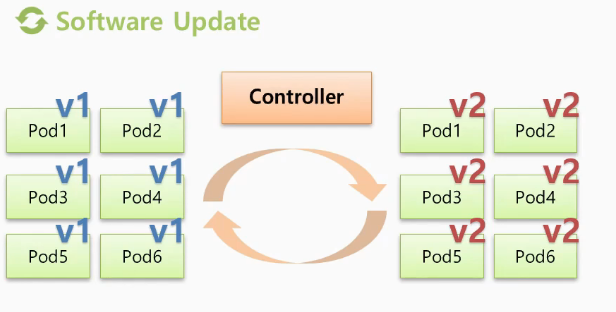 Software Update
Controller
v1 v1
Pod1 Pod2
v1 v1
Pod3 Pod4
v1 v1
Pod5 Pod6
v2 v2
Pod1 Pod2
v2 v2
Pod3 Pod4
v2 v2
Pod5 Pod6